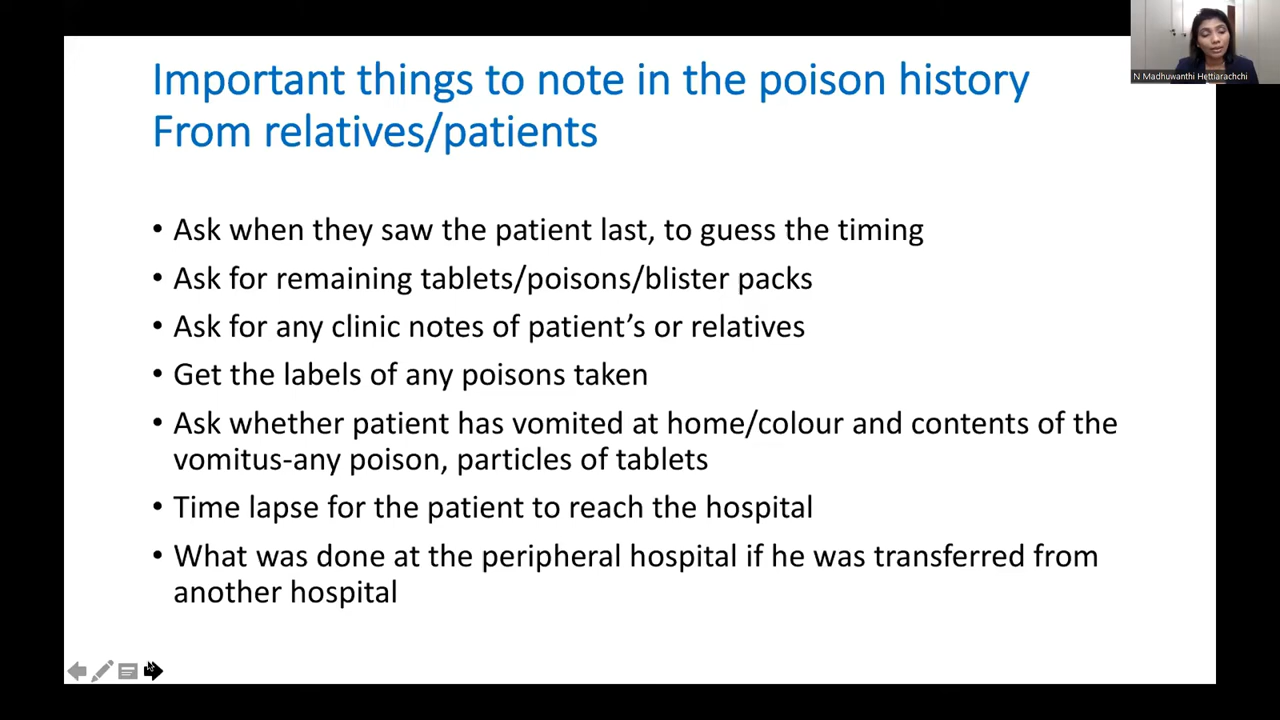 N Madhuwanthi Hettiarachchi
Important things to note in the poison history
From relatives/patients
• Ask when they saw the patient last, to guess the timing
• Ask for remaining tablets/poisons/blister packs
• Ask for any clinic notes of patient’s or relatives
• Get the labels of any poisons taken
• Ask whether patient has vomited at home/colour and contents of the
vomitus-any poison, particles of tablets
• Time lapse for the patient to reach the hospital
• What was done at the peripheral hospital if he was transferred from
another hospital